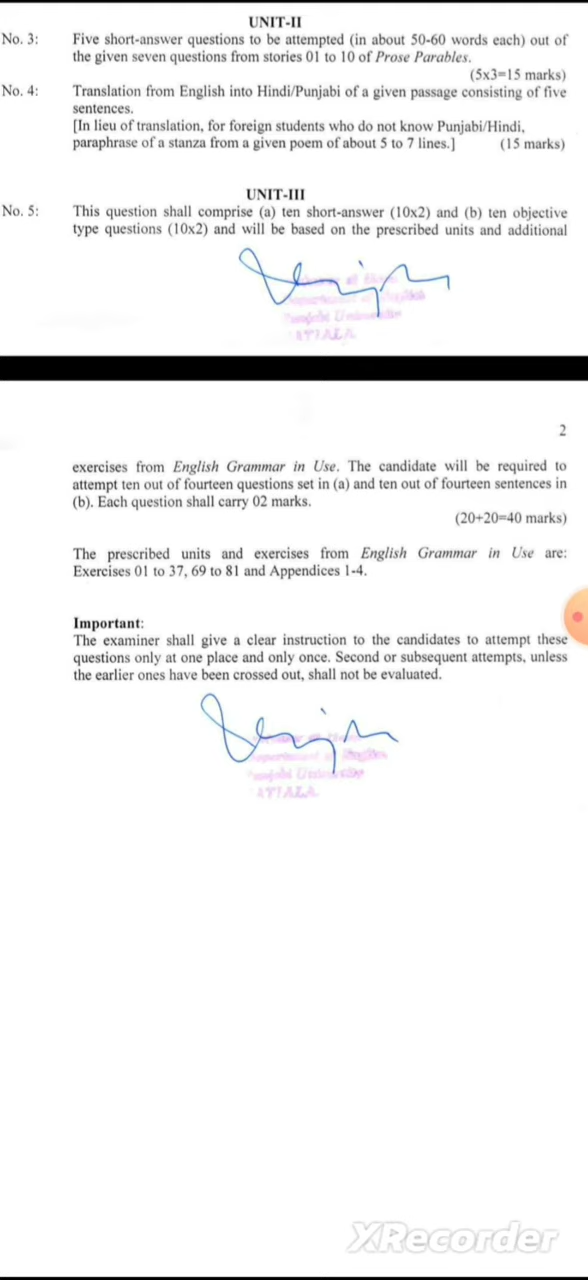 UNIT-II
No. 3: Five short-answer questions to be attempted (in about 50-60 words each) out of
the given seven questions from stories 01 to 10 of Prose Parables.
(5x3=15 marks)
No. 4: Translation from English into Hindi/Punjabi of a given passage consisting of five
sentences.
[In lieu of translation, for foreign students who do not know Punjabi/Hindi,
paraphrase of a stanza from a given poem of about 5 to 7 lines.] (15 marks)
UNIT-III
No. 5: This question shall comprise (a) ten short-answer (10x2) and (b) ten objective
type questions (10x2) and will be based on the prescribed units and additional
2
exercises from English Grammar in Use. The candidate will be required to
attempt ten out of fourteen questions set in (a) and ten out of fourteen sentences in
(b). Each question shall carry 02 marks.
(20+20=40 marks)
The prescribed units and exercises from English Grammar in Use are:
Exercises 01 to 37, 69 to 81 and Appendices 1-4.
Important:
The examiner shall give a clear instruction to the candidates to attempt these
questions only at one place and only once. Second or subsequent attempts, unless
the earlier ones have been crossed out, shall not be evaluated.
XRecorder